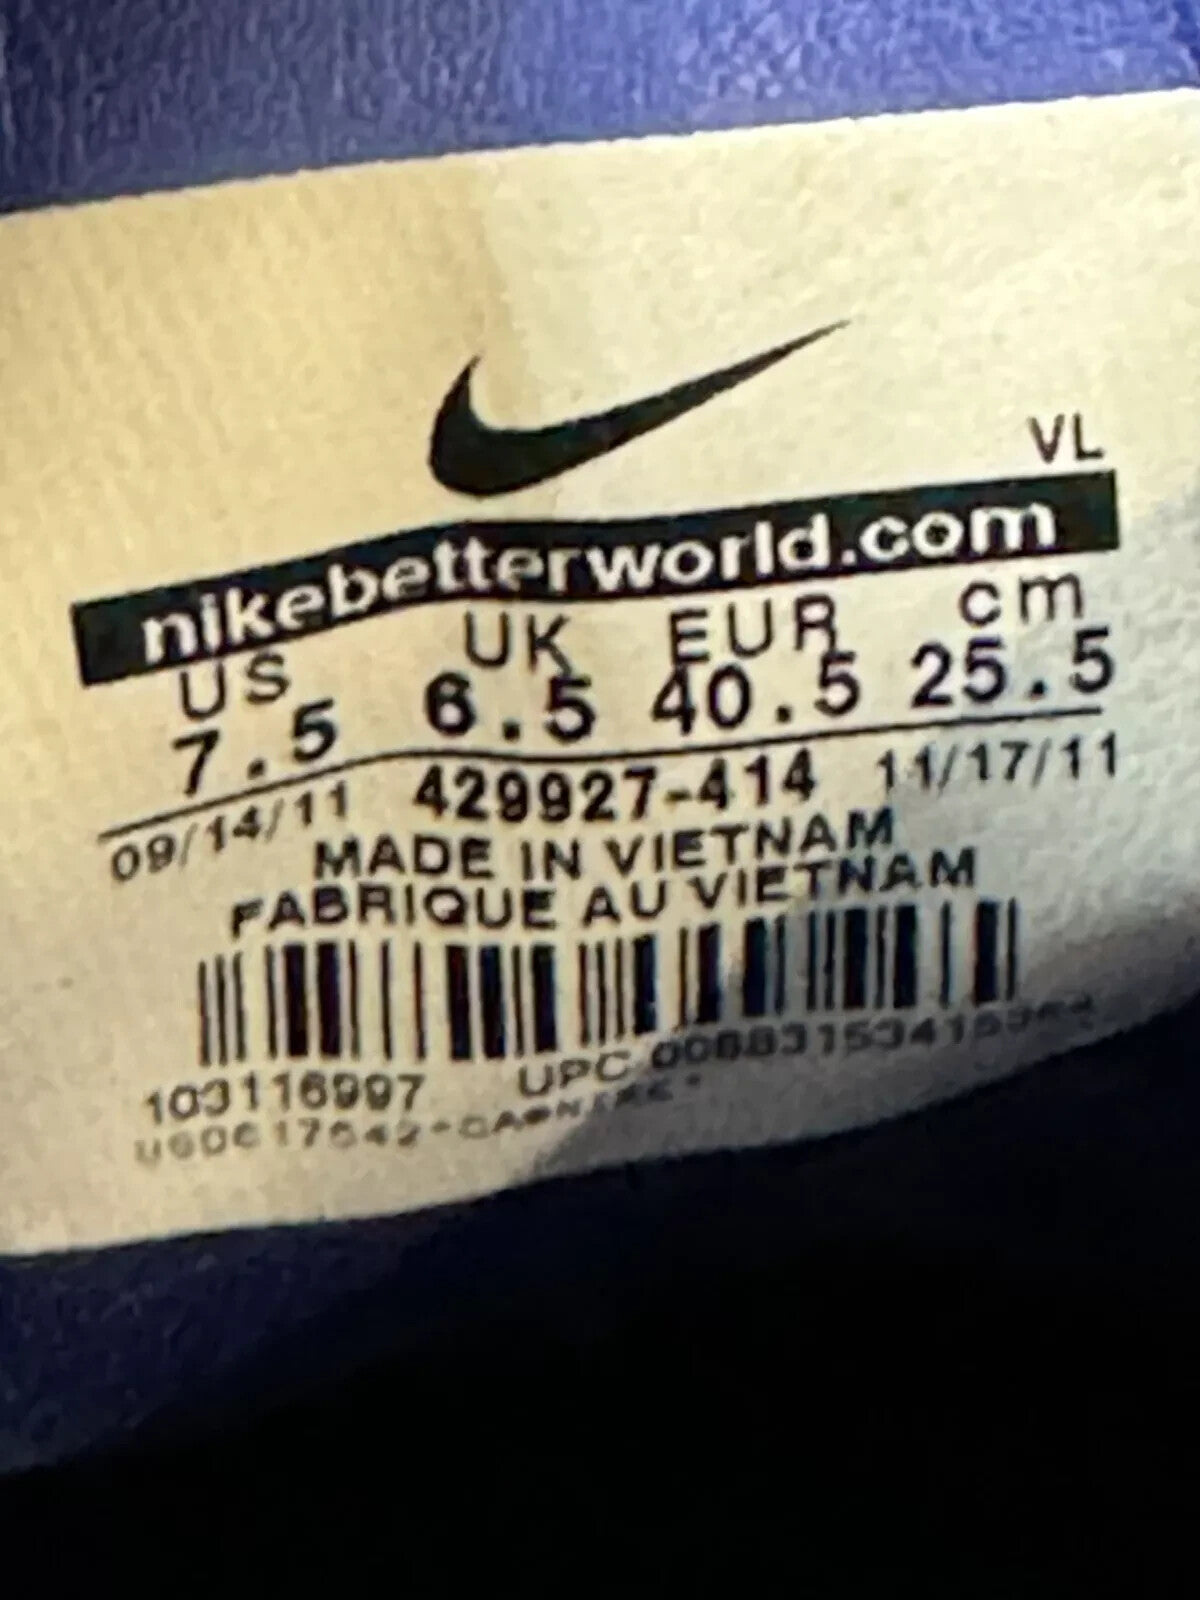 VL
nikebetterworld.com
US UK EUR cm
7.5 6.5 40.5 25.5
09/14/11 429927-414 11/17/11
MADE IN VIETNAM
FABRIQUE AU VIETNAM
103116997 UPC